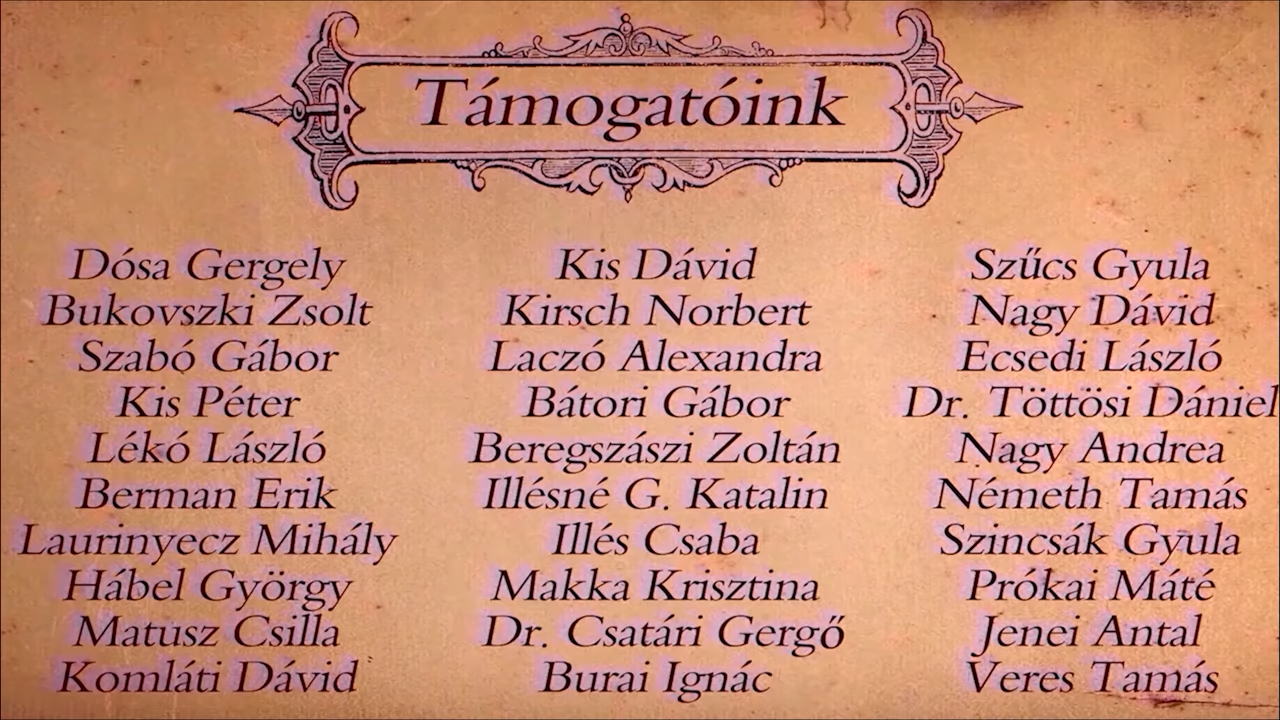 Támogatóink
Dósa Gergely
Bukovszki Zsolt
Szabó Gábor
Kis Péter
Lékó László
Berman Erik
Laurinyecz Mihály
Hábel György
Matusz Csilla
Komláti Dávid
Kis Dávid
Kirsch Norbert
Laczó Alexandra
Bátori Gábor
Beregszászi Zoltán
Illésné G. Katalin
Illés Csaba
Makka Krisztina
Dr. Csatári Gergő
Burai Ignác
Szűcs Gyula
Nagy Dávid
Ecsedi László
Dr. Töttösi Dániel
Nagy Andrea
Németh Tamás
Szincsák Gyula
Prókai Máté
Jenei Antal
Veres Tamás